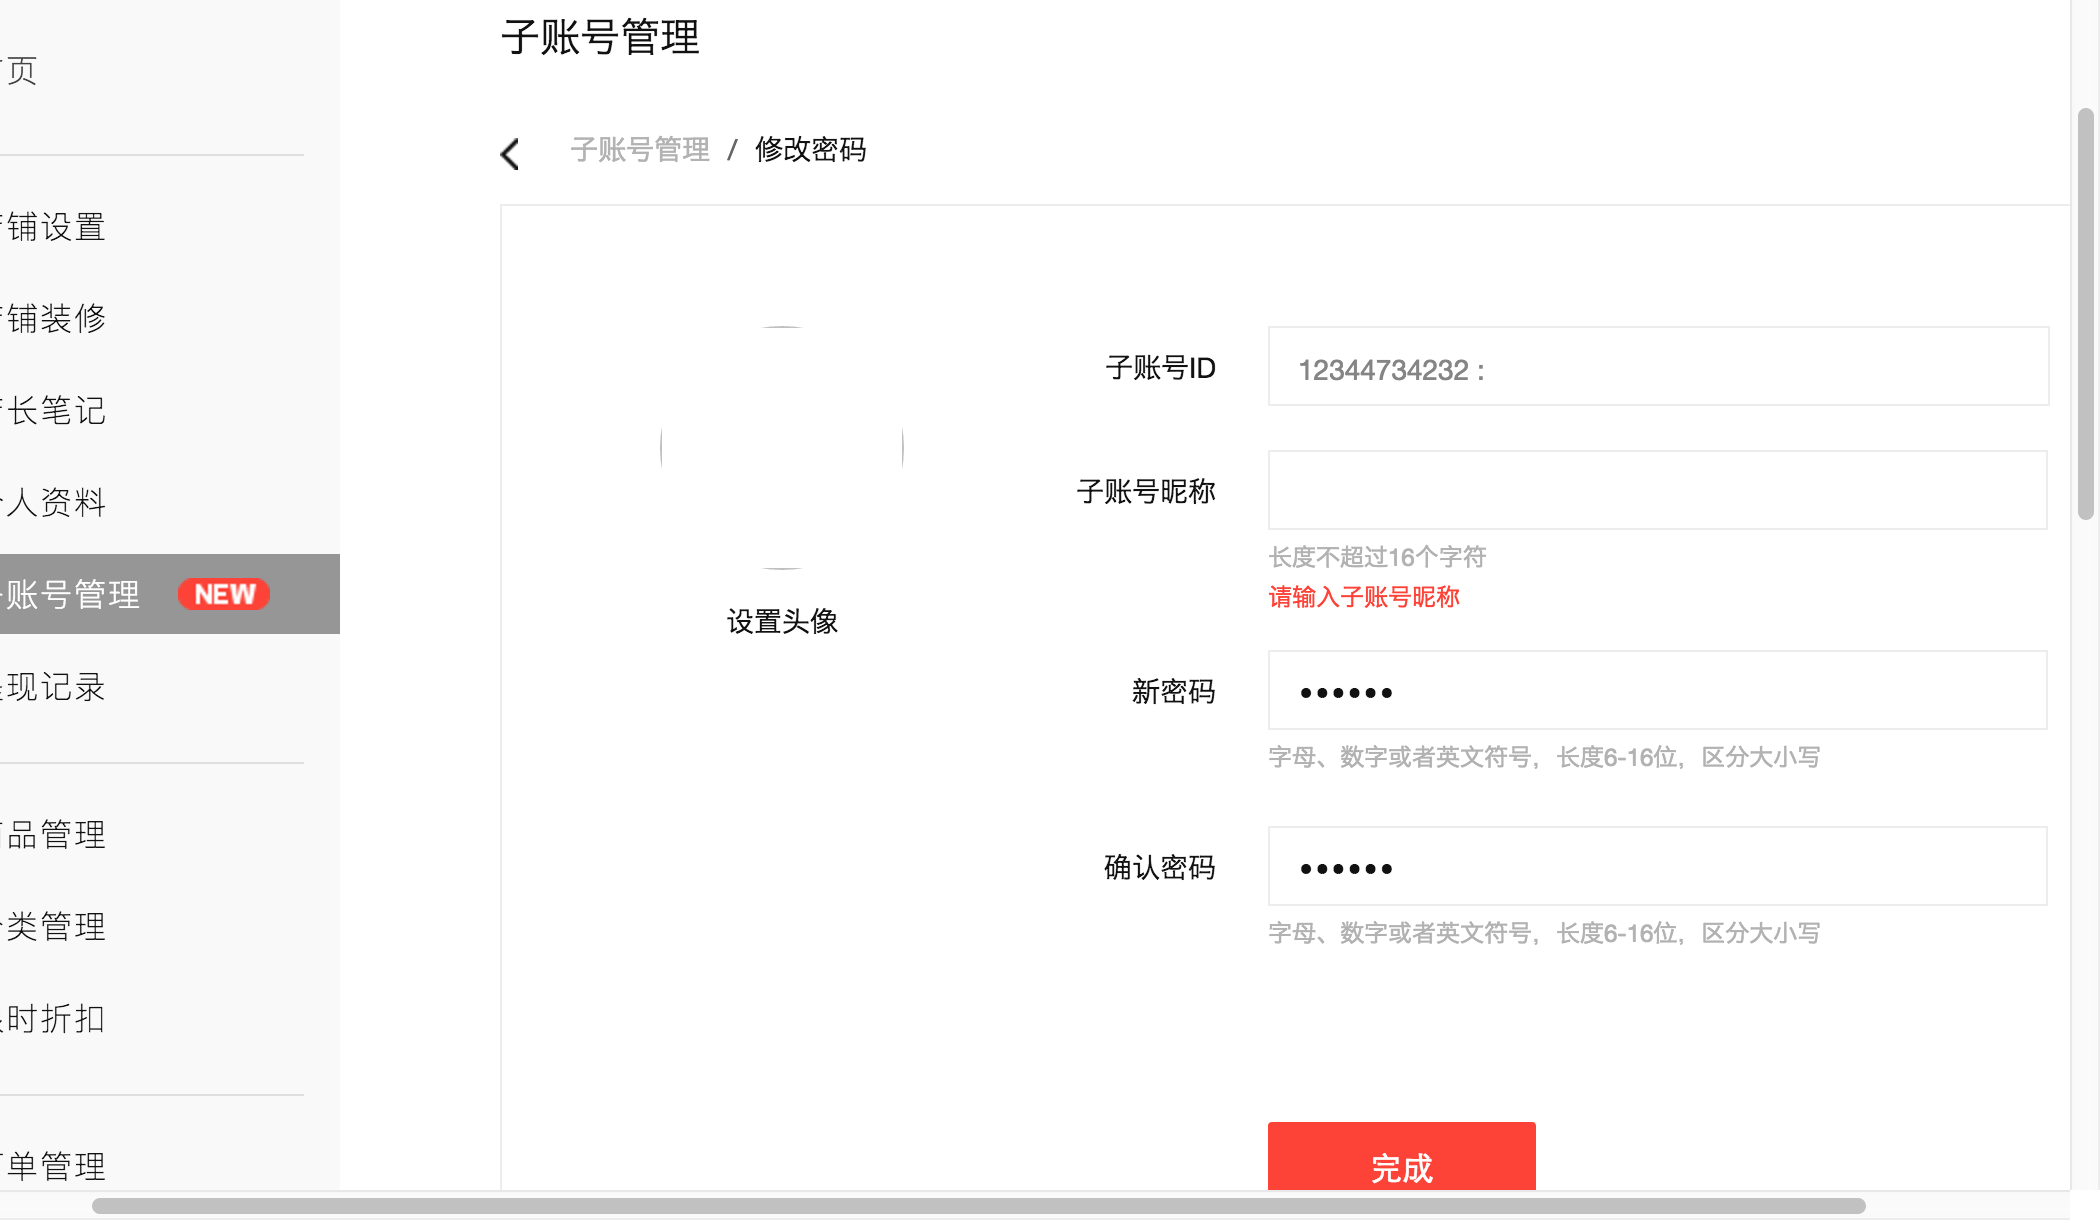 子账号管理
页
子账号管理 / 修改密码
铺设置
铺装修
长笔记
人资料
账号管理 NEW
现记录
品管理
类管理
时折扣
单管理
设置头像
子账号ID
12344734232 :
子账号昵称
长度不超过16个字符
请输入子账号昵称
新密码
••••••
字母、数字或者英文符号，长度6-16位，区分大小写
确认密码
••••••
字母、数字或者英文符号，长度6-16位，区分大小写
完成